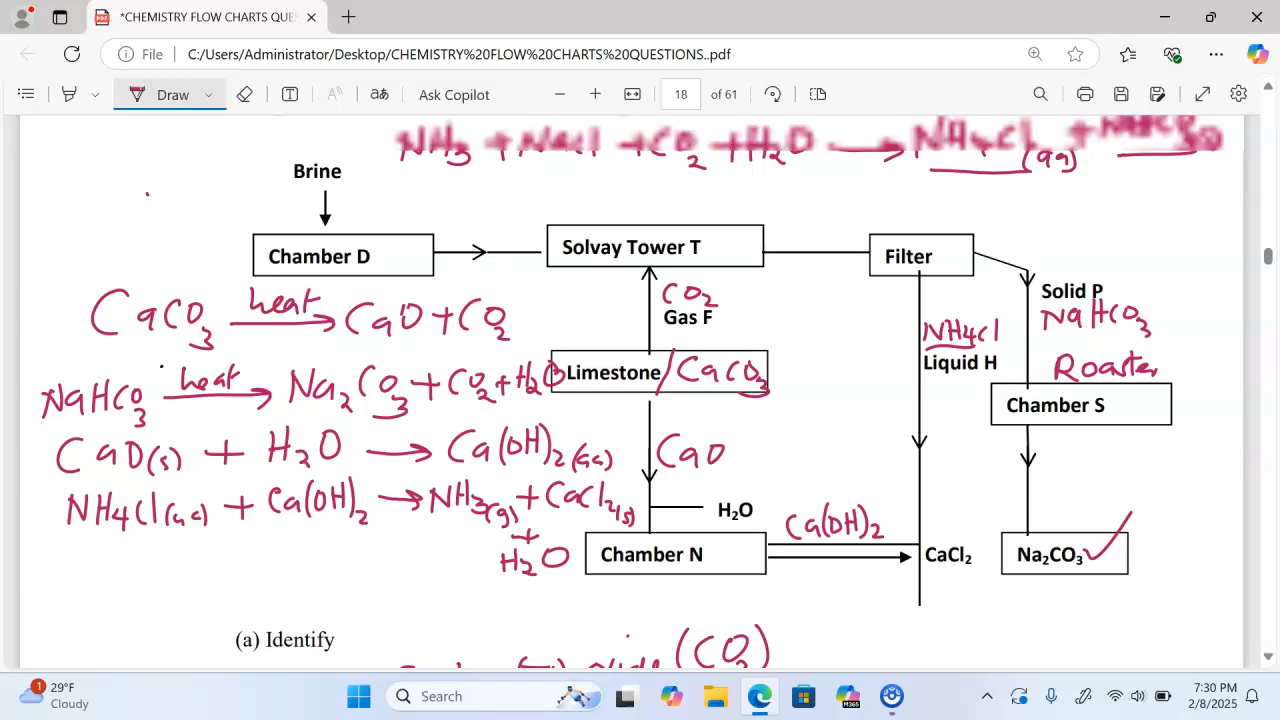 *CHEMISTRY FLOW CHARTS QUES
File C:/Users/Administrator/Desktop/CHEMISTRY%20FLOW%20CHARTS%20QUESTIONS..pdf
Draw Ask Copilot 18 of 61
NH3 + NaCl + CO2 + H2O → NH4Cl(aq) +
Brine
Chamber D
Solvay Tower T
Filter
CO2
Gas F
Solid P
NaHCO3
CaCO3 heat → CaO + CO2
NH4Cl
Liquid H
Limestone / CaCO3
Roaster
Chamber S
NaHCO3 heat → Na2CO3 + CO2 + H2O
CaO(s) + H2O → Ca(OH)2(aq)
CaO
NH4Cl(aq) + Ca(OH)2 → NH3(g) + CaCl2(s)
+
H2O
H2O
Ca(OH)2
Chamber N
CaCl2
Na2CO3
(a) Identify
(CO2)
1
29°F
Cloudy
Search
M365
7:30 PM
2/8/2025